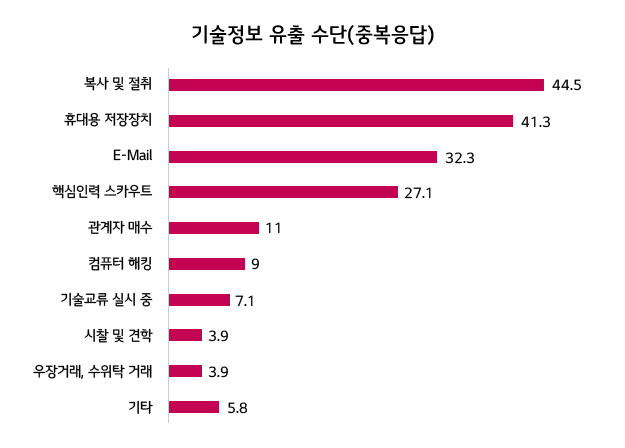 기술정보 유출 수단(중복응답)
복사 및 절취 44.5
휴대용 저장장치 41.3
E-Mail 32.3
핵심인력 스카우트 27.1
관계자 매수 11
컴퓨터 해킹 9
기술교류 실시 중 7.1
시찰 및 견학 3.9
우장거래, 수위탁 거래 3.9
기타 5.8